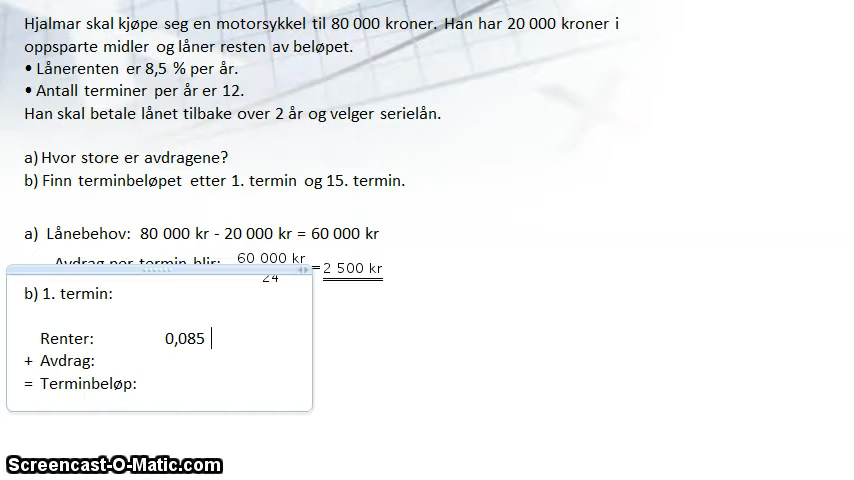 Hjalmar skal kjøpe seg en motorsykkel til 80 000 kroner. Han har 20 000 kroner i
oppsparte midler og låner resten av beløpet.
• Lånerenten er 8,5 % per år.
• Antall terminer per år er 12.
Han skal betale lånet tilbake over 2 år og velger serielån.
a) Hvor store er avdragene?
b) Finn terminbeløpet etter 1. termin og 15. termin.
a) Lånebehov: 80 000 kr - 20 000 kr = 60 000 kr
Avdrag per termin blir: 60 000 kr
24
= 2 500 kr
b) 1. termin:
Renter: 0,085
+ Avdrag:
= Terminbeløp:
Screencast-O-Matic.com